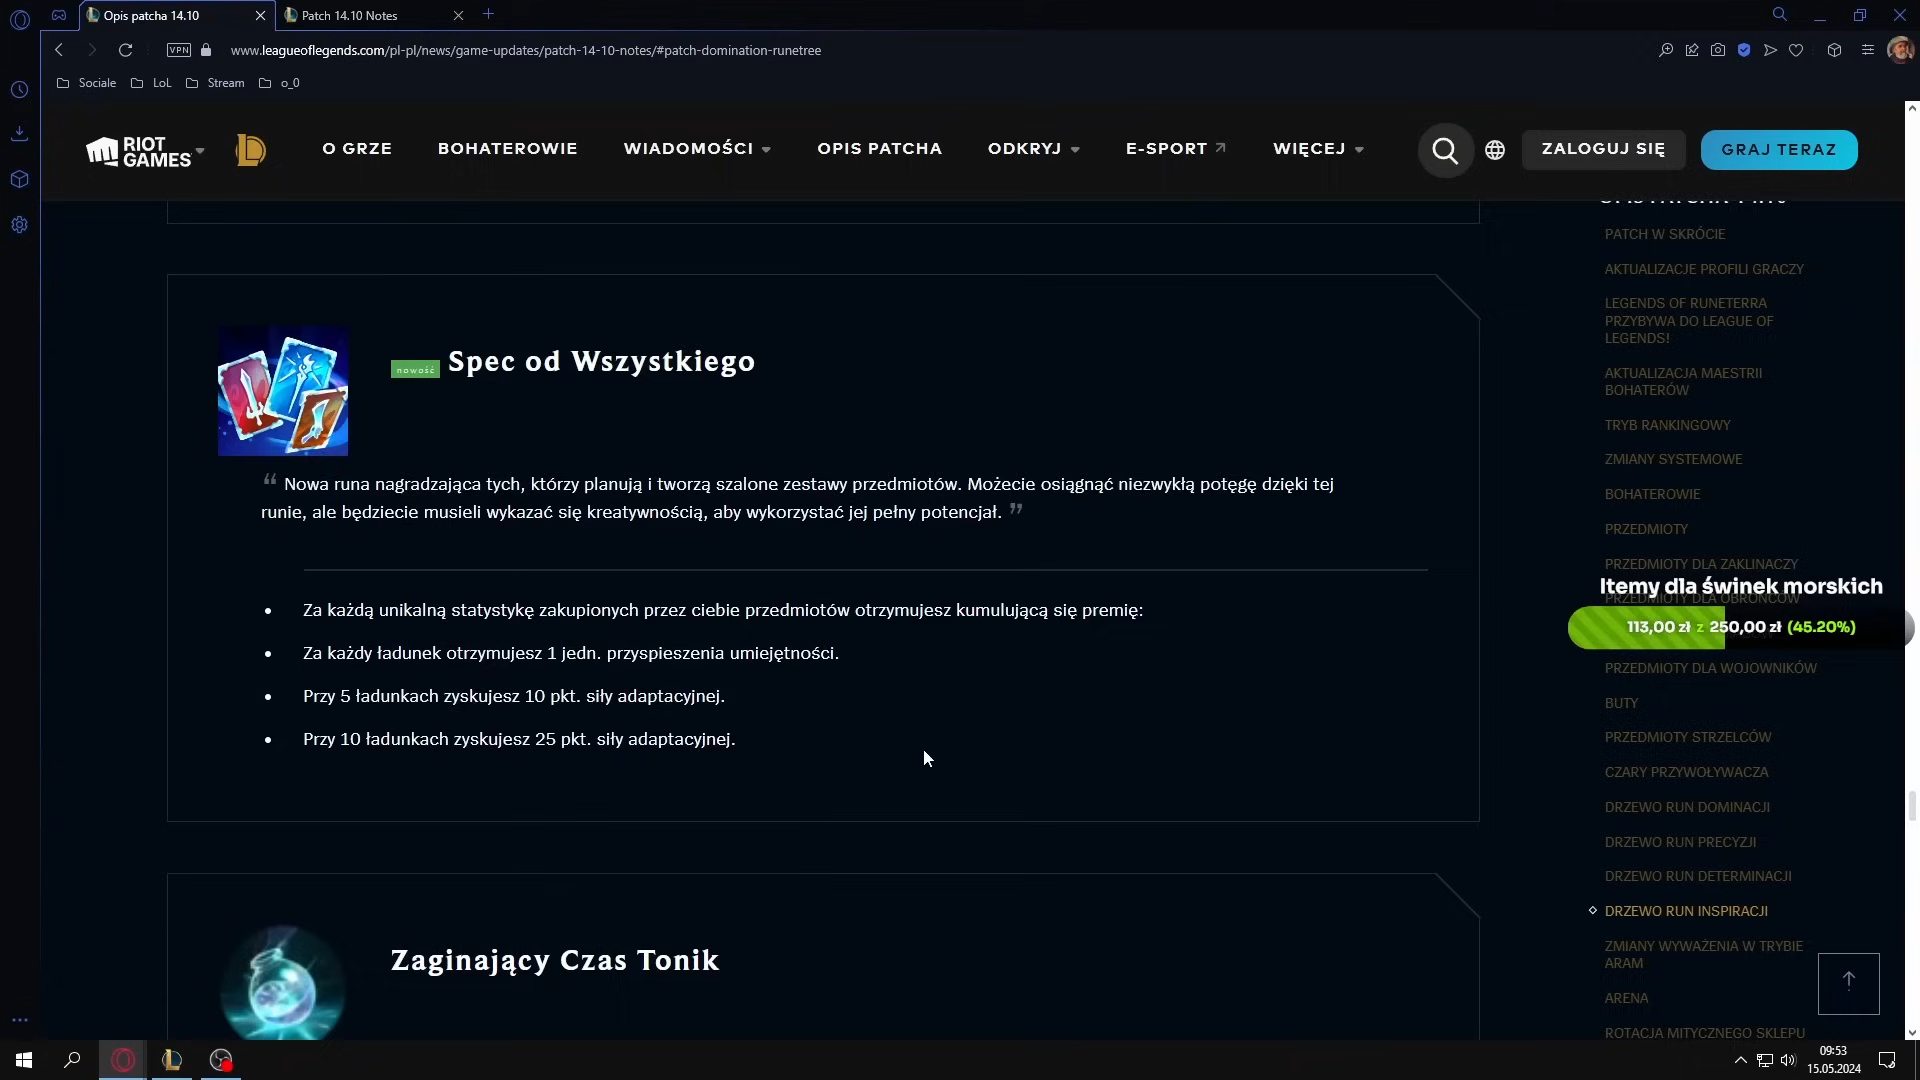 Opis patcha 14.10
Patch 14.10 Notes
VPN
www.leagueoflegends.com/pl-pl/news/game-updates/patch-14-10-notes/#patch-domination-runetree
Sociale
LoL
Stream
o_0
RIOT GAMES
O GRZE
BOHATEROWIE
WIADOMOŚCI
OPIS PATCHA
ODKRYJ
E-SPORT
WIĘCEJ
ZALOGUJ SIĘ
GRAJ TERAZ
nowość Spec od Wszystkiego
“ Nowa runa nagradzająca tych, którzy planują i tworzą szalone zestawy przedmiotów. Możecie osiągnąć niezwykłą potęgę dzięki tej
runie, ale będziecie musieli wykazać się kreatywnością, aby wykorzystać jej pełny potencjał. ”
• Za każdą unikalną statystykę zakupionych przez ciebie przedmiotów otrzymujesz kumulującą się premię:
• Za każdy ładunek otrzymujesz 1 jedn. przyspieszenia umiejętności.
• Przy 5 ładunkach zyskujesz 10 pkt. siły adaptacyjnej.
• Przy 10 ładunkach zyskujesz 25 pkt. siły adaptacyjnej.
Zaginający Czas Tonik
PATCH W SKRÓCIE
AKTUALIZACJE PROFILI GRACZY
LEGENDS OF RUNETERRA
PRZYBYWA DO LEAGUE OF
LEGENDS!
AKTUALIZACJA MAESTRII
BOHATERÓW
TRYB RANKINGOWY
ZMIANY SYSTEMOWE
BOHATEROWIE
PRZEDMIOTY
PRZEDMIOTY DLA ZAKLINACZY
Itemy dla świnek morskich
PRZEDMIOTY DLA OBROŃCÓW
113,00 zł z 250,00 zł (45.20%)
PRZEDMIOTY DLA WOJOWNIKÓW
BUTY
PRZEDMIOTY STRZELCÓW
CZARY PRZYWOŁYWACZA
DRZEWO RUN DOMINACJI
DRZEWO RUN PRECYZJI
DRZEWO RUN DETERMINACJI
DRZEWO RUN INSPIRACJI
ZMIANY WYWAŻENIA W TRYBIE
ARAM
ARENA
ROTACJA MITYCZNEGO SKLEPU
09:53
15.05.2024